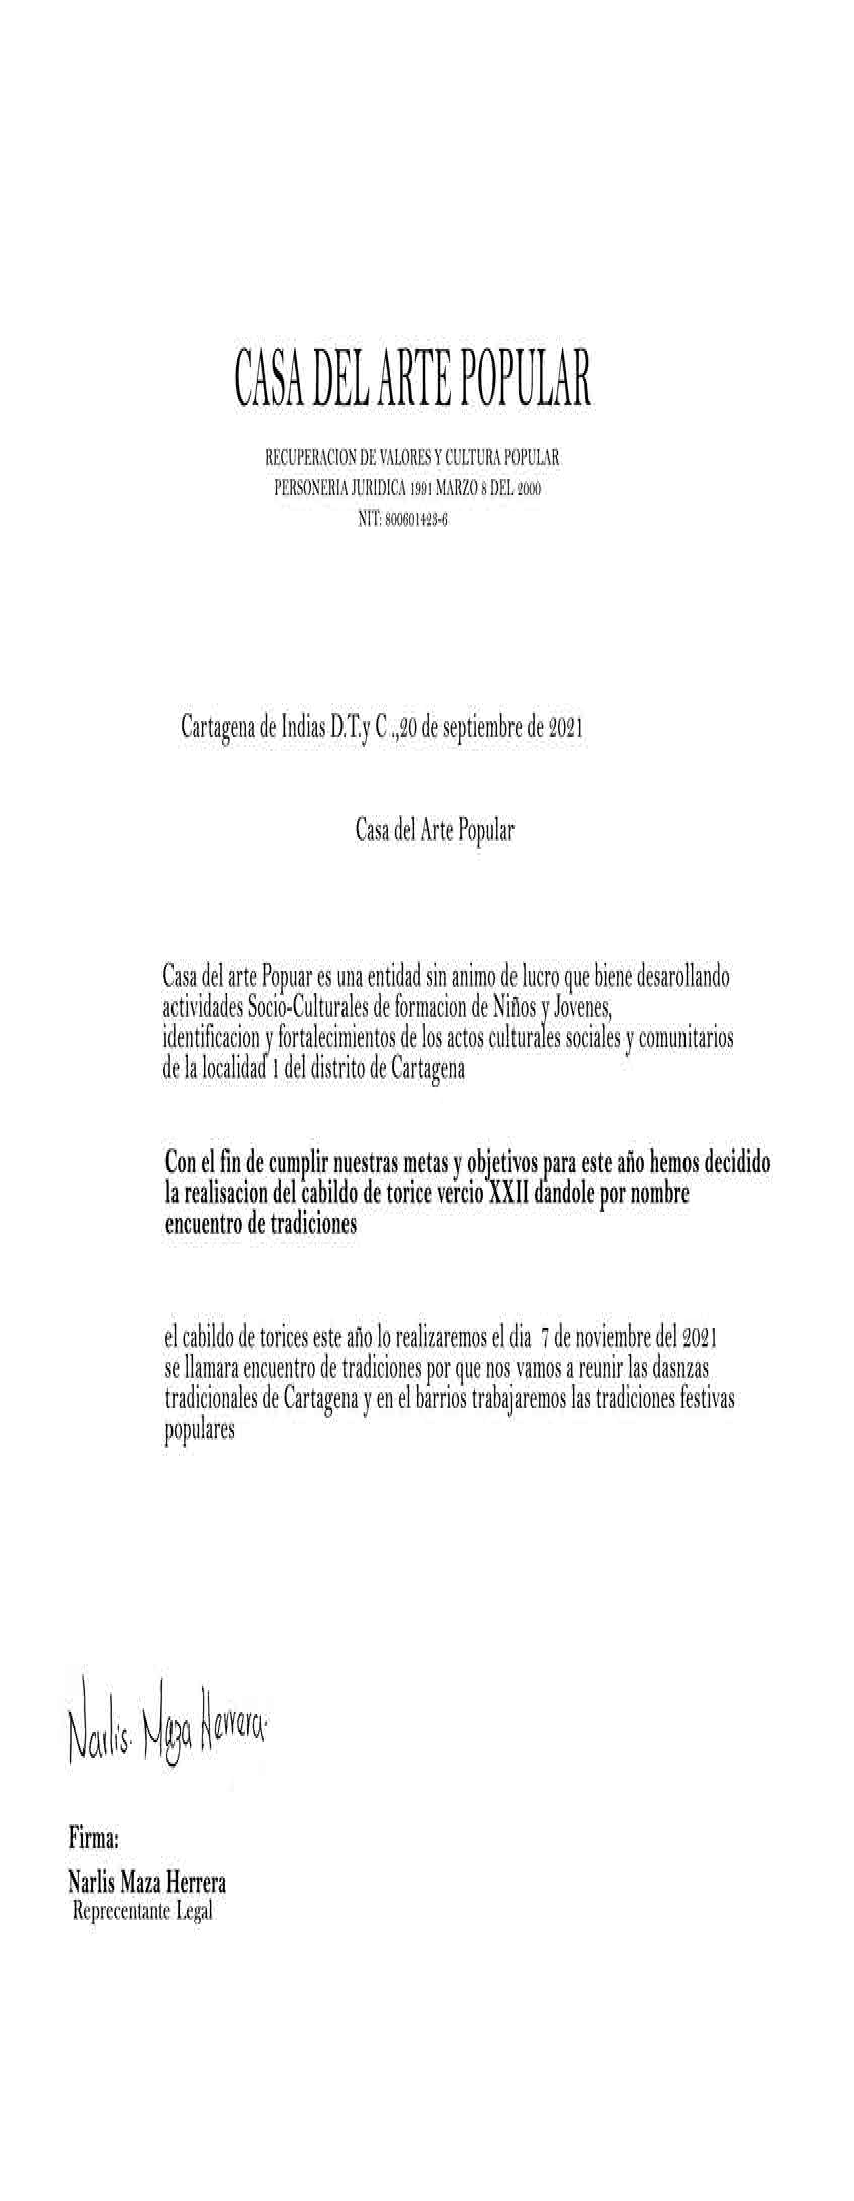 CASA DEL ARTE POPULAR
RECUPERACION DE VALORES Y CULTURA POPULAR
PERSONERIA JURIDICA 1991 MARZO 8 DEL 2000
NIT: 800601423-6
Cartagena de Indias D.T.y C .,20 de septiembre de 2021
Casa del Arte Popular
Casa del arte Popuar es una entidad sin animo de lucro que biene desarollando
actividades Socio-Culturales de formacion de Niños y Jovenes,
identificacion y fortalecimientos de los actos culturales sociales y comunitarios
de la localidad 1 del distrito de Cartagena
Con el fin de cumplir nuestras metas y objetivos para este año hemos decidido
la realisacion del cabildo de torice vercio XXII dandole por nombre
encuentro de tradiciones
el cabildo de torices este año lo realizaremos el dia 7 de noviembre del 2021
se llamara encuentro de tradiciones por que nos vamos a reunir las dasnzas
tradicionales de Cartagena y en el barrios trabajaremos las tradiciones festivas
populares
Narlis. Maza Herrera.
Firma:
Narlis Maza Herrera
Reprecentante Legal